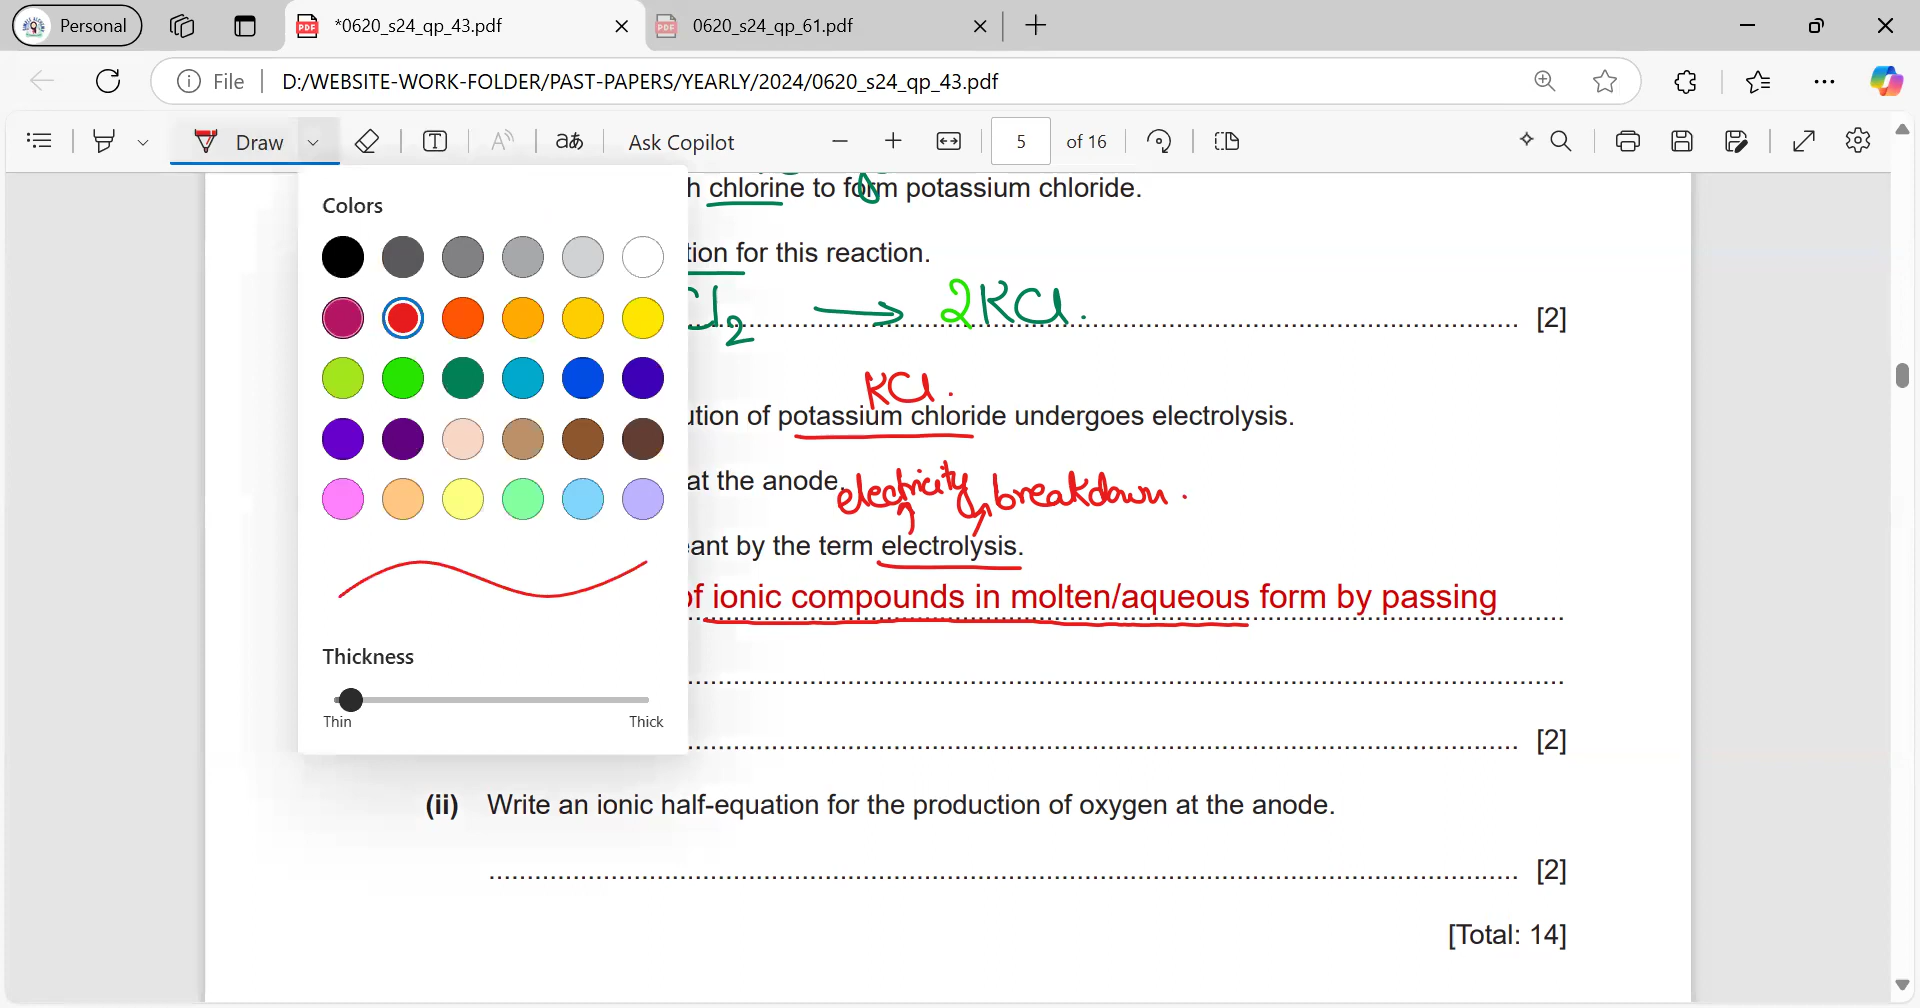 Personal
*0620_s24_qp_43.pdf
0620_s24_qp_61.pdf
File
D:/WEBSITE-WORK-FOLDER/PAST-PAPERS/YEARLY/2024/0620_s24_qp_43.pdf
Draw
Ask Copilot
5 of 16
Colors
Thickness
Thin
Thick
h chlorine to form potassium chloride.
tion for this reaction.
Cl2 → 2KCl. [2]
KCl.
ution of potassium chloride undergoes electrolysis.
at the anode.
electricity breakdown.
ant by the term electrolysis.
of ionic compounds in molten/aqueous form by passing
[2]
(ii) Write an ionic half-equation for the production of oxygen at the anode.
[2]
[Total: 14]